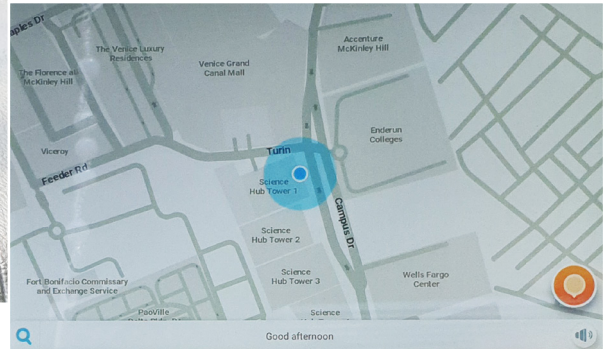 aples Dr
The Venice Luxury
Residences
Accenture
McKinley Hill
Venice Grand
Canal Mall
The Florence at
McKinley Hill
Enderun
Colleges
Viceroy
Turin
Feeder Rd
Science
Hub Tower 1
Campus Dr
Science
Hub Tower 2
Science
Hub Tower 3
Wells Fargo
Center
Fort Bonifacio Commissary
and Exchange Service
PaoVille
Science
Good afternoon